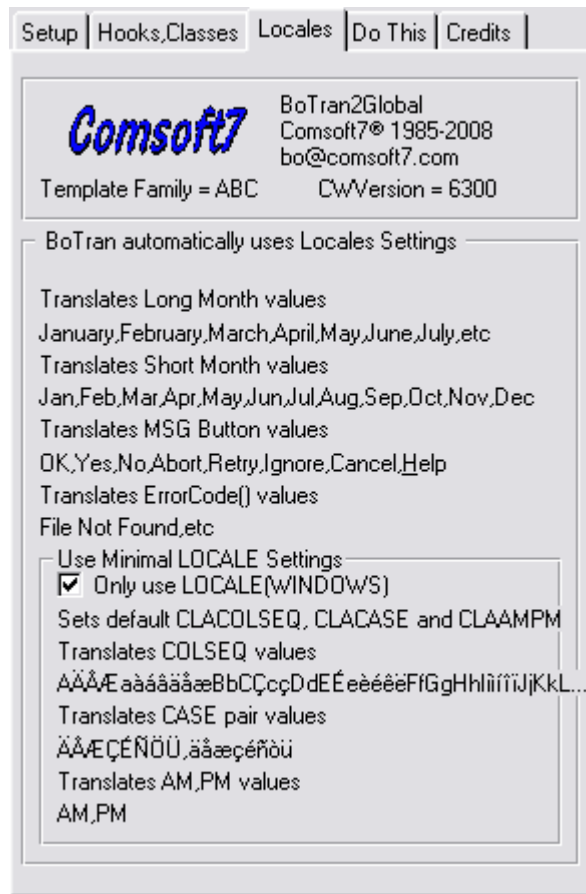 Setup
Hooks,Classes
Locales
Do This
Credits
Comsoft7
BoTran2Global
Comsoft7® 1985-2008
bo@comsoft7.com
Template Family = ABC
CWVersion = 6300
BoTran automatically uses Locales Settings
Translates Long Month values
January,February,March,April,May,June,July,etc
Translates Short Month values
Jan,Feb,Mar,Apr,May,Jun,Jul,Aug,Sep,Oct,Nov,Dec
Translates MSG Button values
OK,Yes,No,Abort,Retry,Ignore,Cancel,Help
Translates ErrorCode() values
File Not Found,etc
Use Minimal LOCALE Settings
Only use LOCALE(WINDOWS)
Sets default CLACOLSEQ, CLACASE and CLAAMPM
Translates COLSEQ values
AÄÅÆaàáâäåæBbCÇcçDdEÉeèéêëFfGgHhIiìíîïJjKkL...
Translates CASE pair values
ÄÅÆÇÉÑÖÜ,äåæçéñöü
Translates AM,PM values
AM,PM